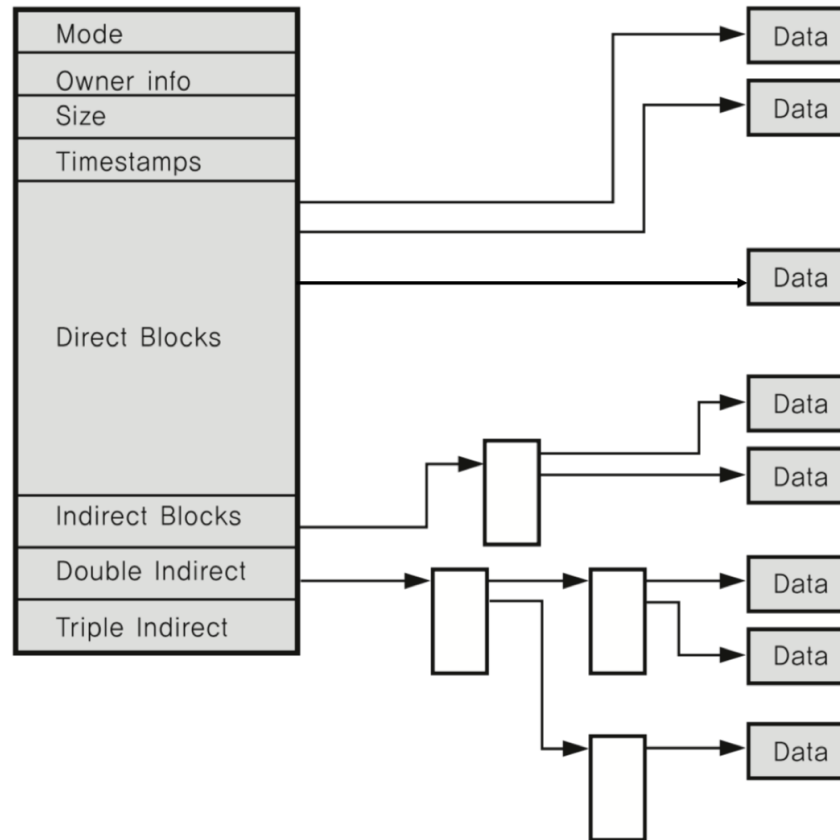 Mode
Owner info
Size
Timestamps
Direct Blocks
Indirect Blocks
Double Indirect
Triple Indirect
Data
Data
Data
Data
Data
Data
Data
Data